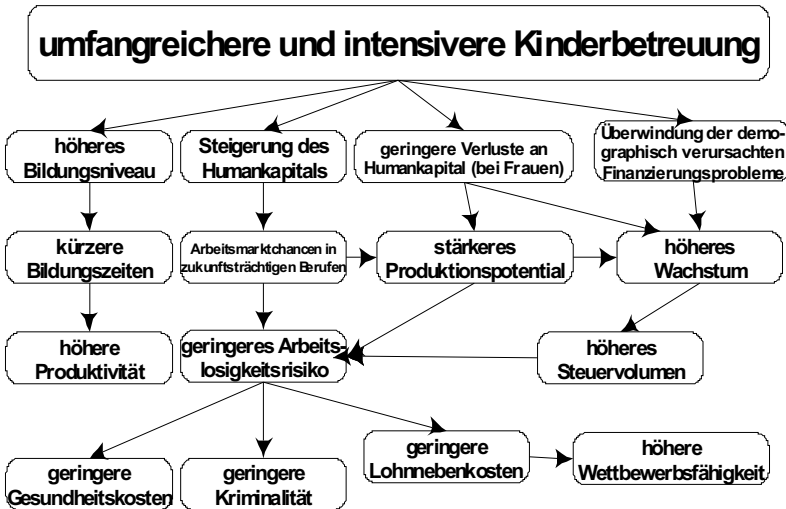 umfangreichere und intensivere Kinderbetreuung
höheres
Bildungsniveau
Steigerung des
Humankapitals
geringere Verluste an
Humankapital (bei Frauen)
Überwindung der demo-
graphisch verursachten
Finanzierungsprobleme
kürzere
Bildungszeiten
Arbeitsmarktchancen in
zukunftsträchtigen Berufen
stärkeres
Produktionspotential
höheres
Wachstum
höhere
Produktivität
geringeres Arbeits-
losigkeitsrisiko
höheres
Steuervolumen
geringere
Gesundheitskosten
geringere
Kriminalität
geringere
Lohnnebenkosten
höhere
Wettbewerbsfähigkeit